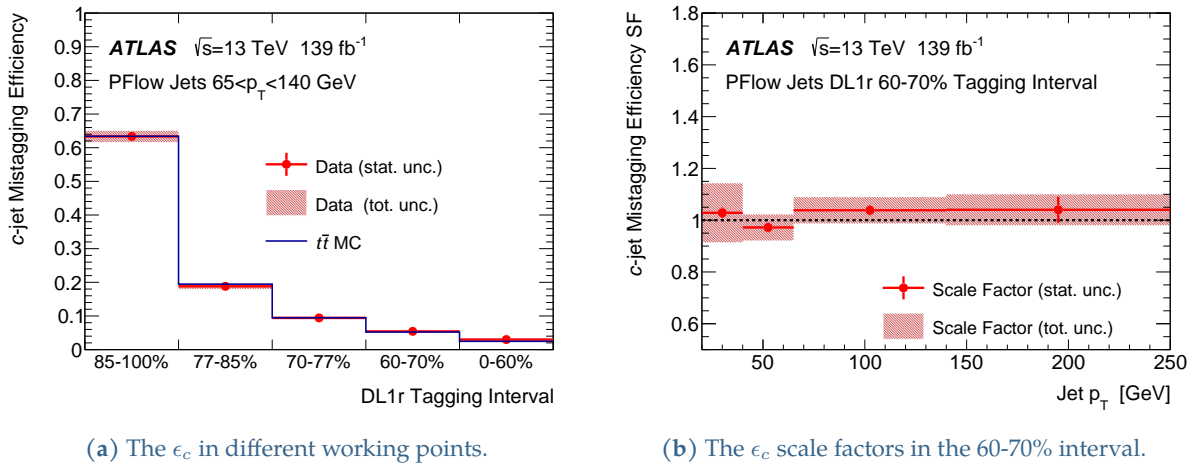 c-jet Mistagging Efficiency
1
0.9
0.8
0.7
0.6
0.5
0.4
0.3
0.2
0.1
0
ATLAS √s=13 TeV 139 fb⁻¹
PFlow Jets 65<p_T<140 GeV
Data (stat. unc.)
Data (tot. unc.)
tt̄ MC
85-100% 77-85% 70-77% 60-70% 0-60%
DL1r Tagging Interval
(a) The ϵ_c in different working points.
c-jet Mistagging Efficiency SF
1.8
1.6
1.4
1.2
1
0.8
0.6
ATLAS √s=13 TeV 139 fb⁻¹
PFlow Jets DL1r 60-70% Tagging Interval
Scale Factor (stat. unc.)
Scale Factor (tot. unc.)
50 100 150 200 250
Jet p_T [GeV]
(b) The ϵ_c scale factors in the 60-70% interval.